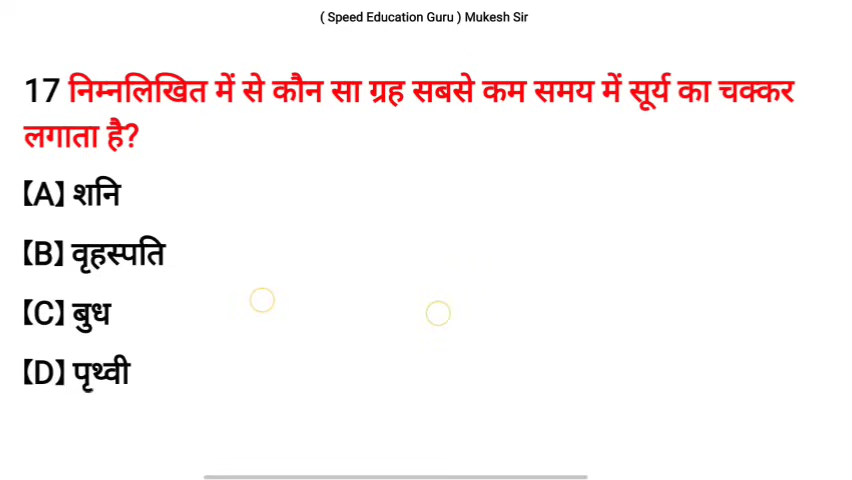 ( Speed Education Guru ) Mukesh Sir
17 निम्नलिखित में से कौन सा ग्रह सबसे कम समय में सूर्य का चक्कर
लगाता है?
【A】 शनि
【B】 वृहस्पति
【C】 बुध
【D】 पृथ्वी